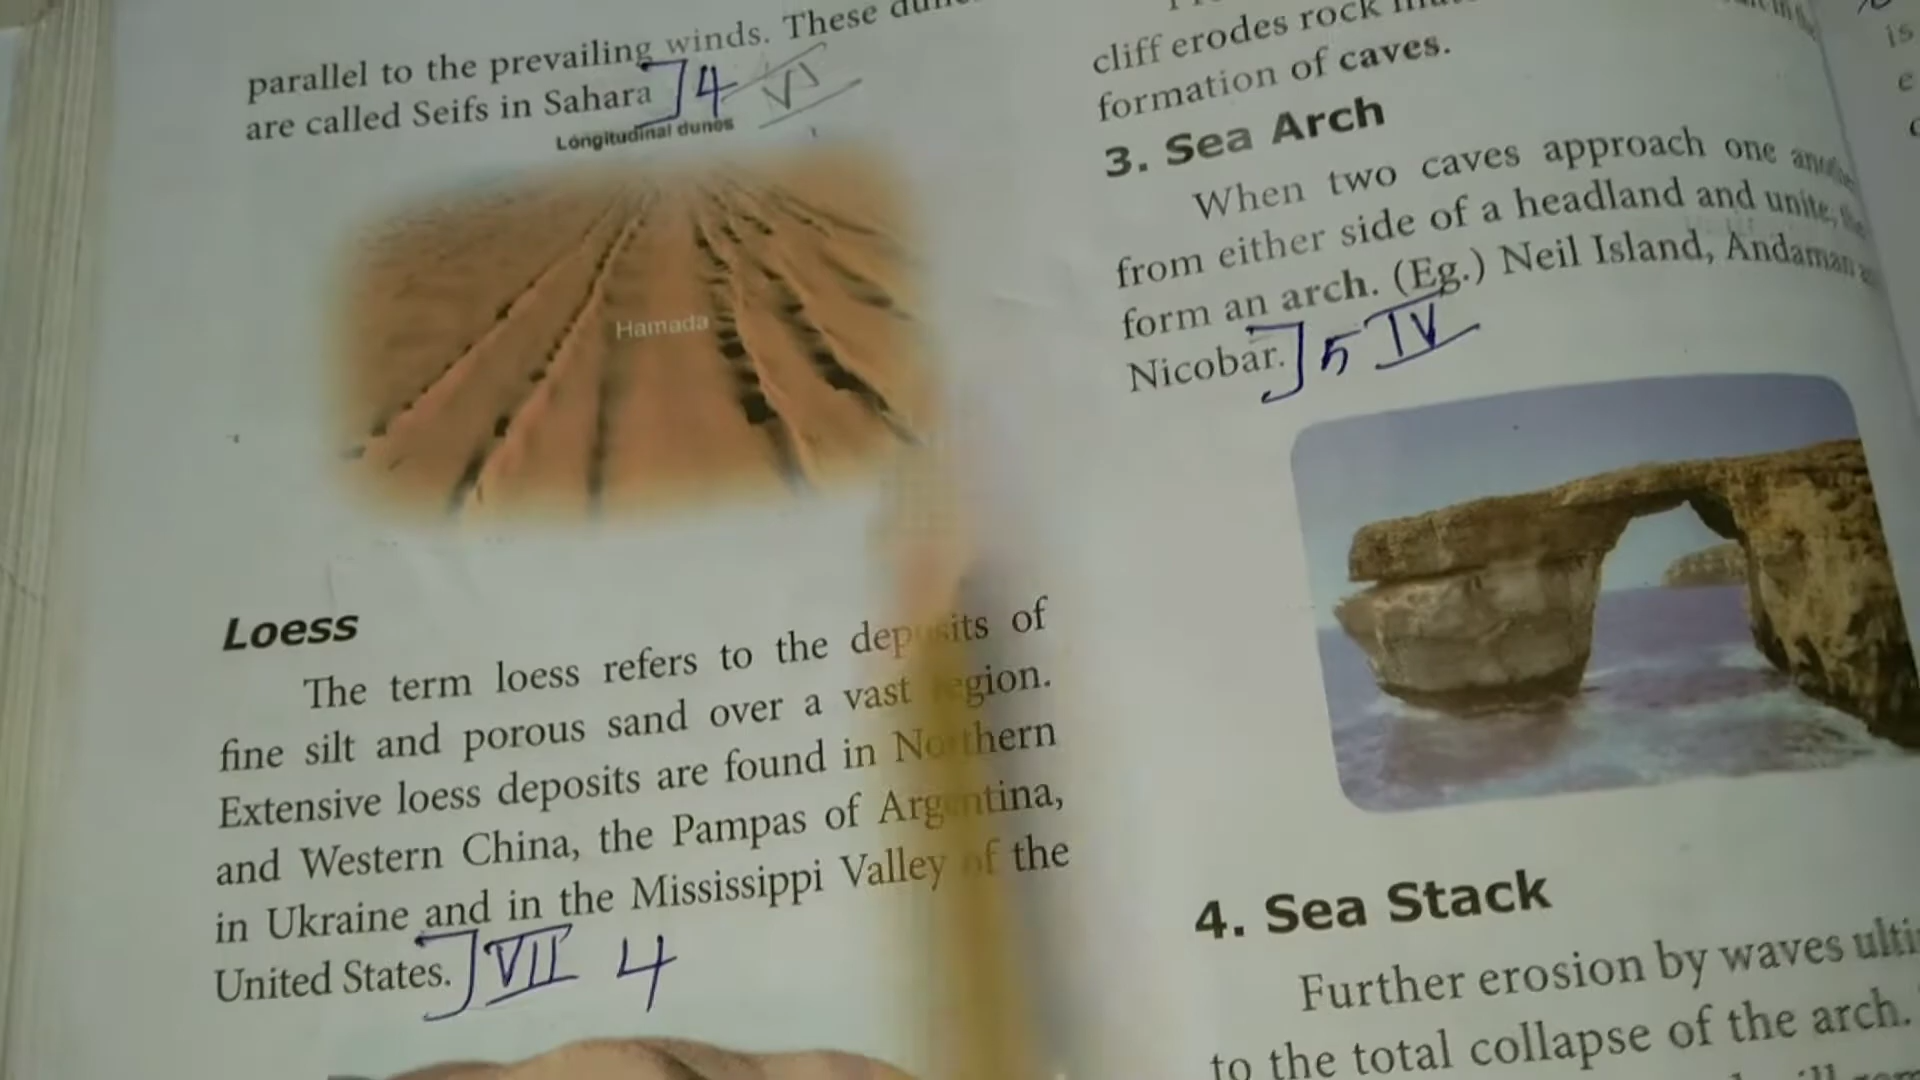 parallel to the prevailing winds. These
are called Seifs in Sahara
4 VI
Longitudinal dunes
Hamada
Loess
The term loess refers to the deposits of
fine silt and porous sand over a vast region.
Extensive loess deposits are found in Northern
and Western China, the Pampas of Argentina,
in Ukraine and in the Mississippi Valley of the
United States.
VII 4
cliff erodes rock
formation of caves.
3. Sea Arch
When two caves approach one
from either side of a headland and unite,
form an arch. (Eg.) Neil Island, Andaman
Nicobar.
5 IV
4. Sea Stack
Further erosion by waves
to the total collapse of the arch.